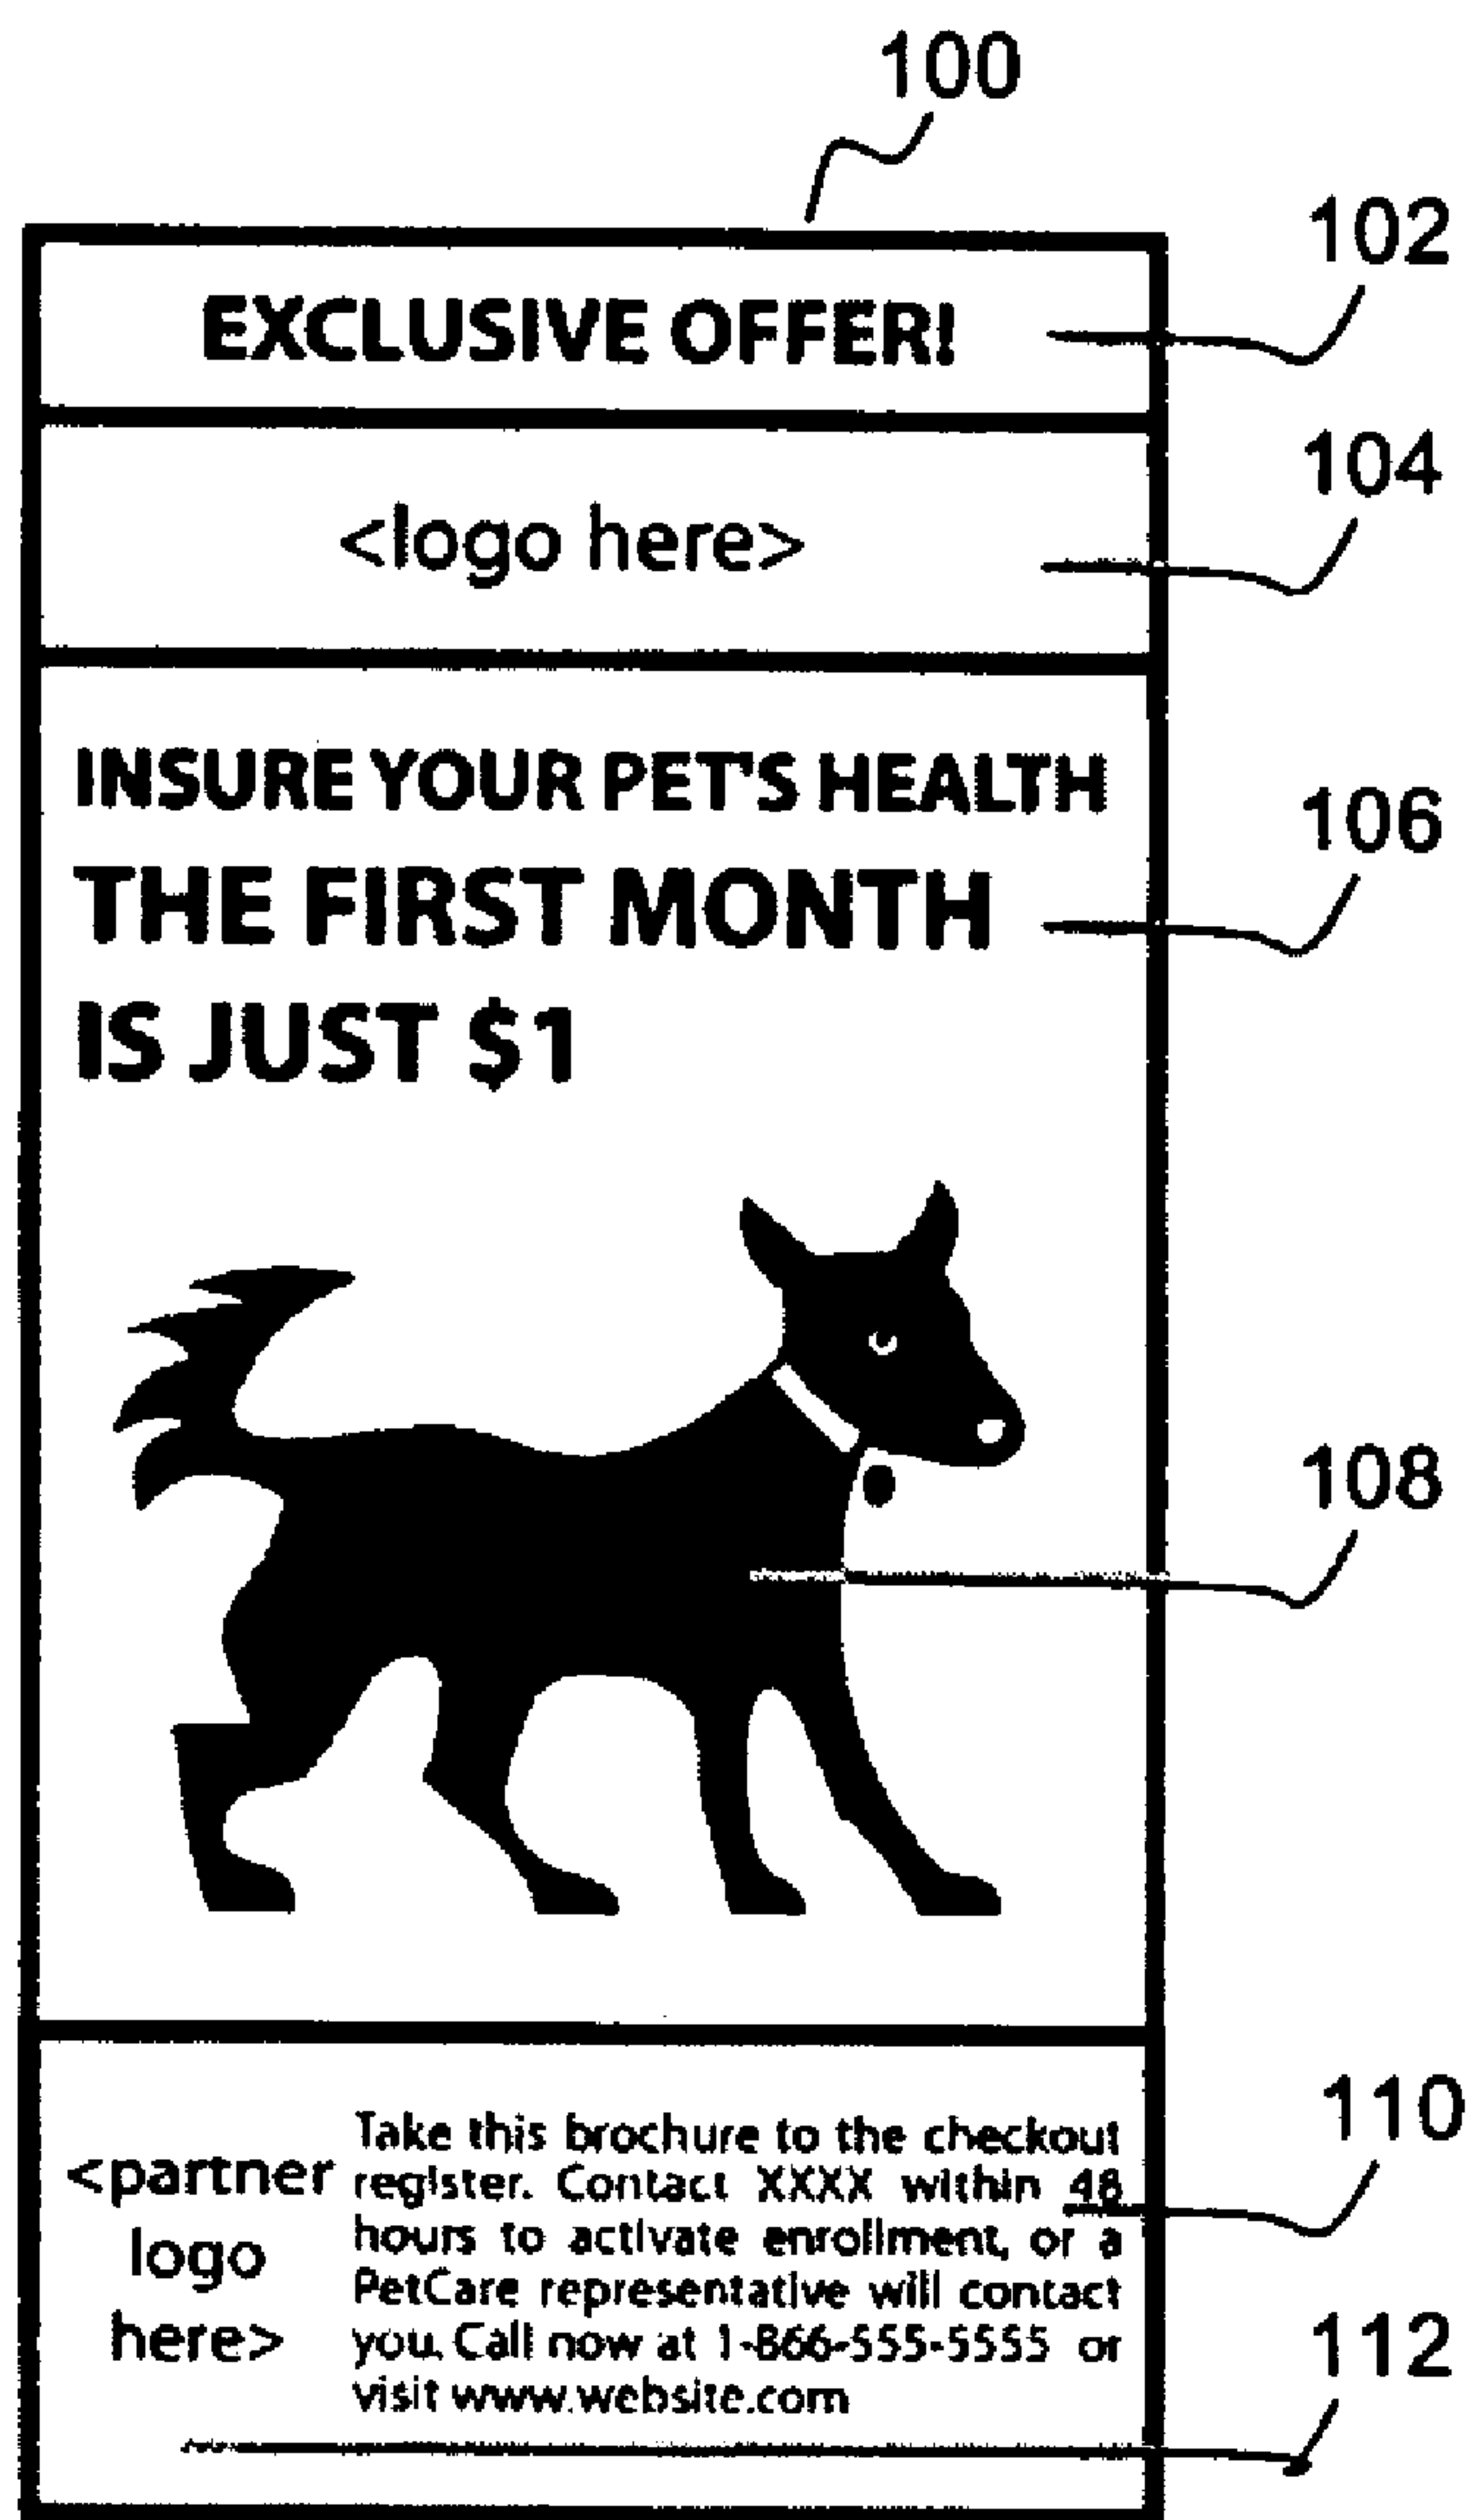 100
102
EXCLUSIVE OFFER!
104
<logo here>
INSURE YOUR PET'S HEALTH
106
THE FIRST MONTH
IS JUST $1
108
110
<partner
logo
here>
Take this brochure to the checkout
register. Contact XXXX within 48
hours to activate enrollment, or a
PetCare representative will contact
you. Call now at 1-866-555-5555 or
visit www.website.com
112